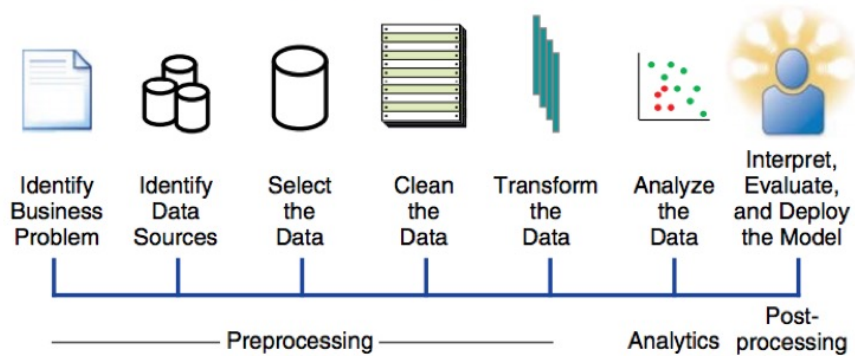 Identify
Business
Problem
Identify
Data
Sources
Select
the
Data
Clean
the
Data
Transform
the
Data
Analyze
the
Data
Interpret,
Evaluate,
and Deploy
the Model
Preprocessing
Analytics
Post-
processing